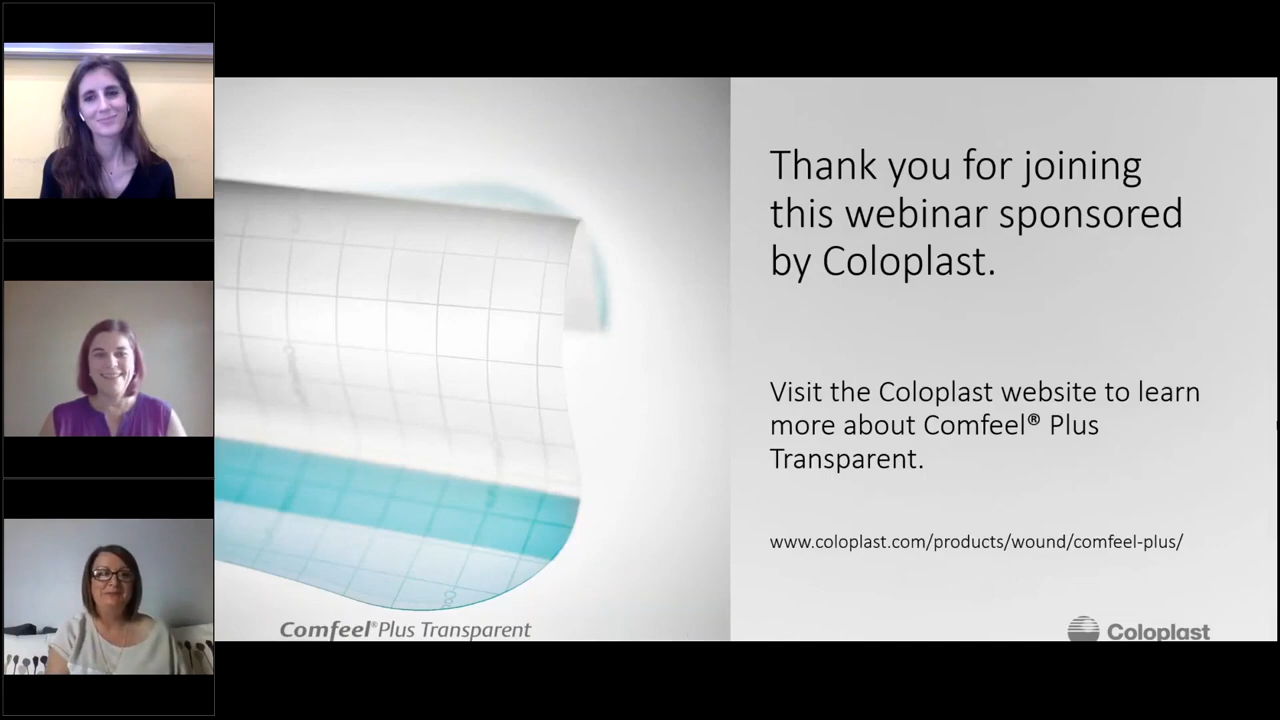 Thank you for joining
this webinar sponsored
by Coloplast.
Visit the Coloplast website to learn
more about Comfeel® Plus
Transparent.
www.coloplast.com/products/wound/comfeel-plus/
Comfeel® Plus Transparent
Coloplast